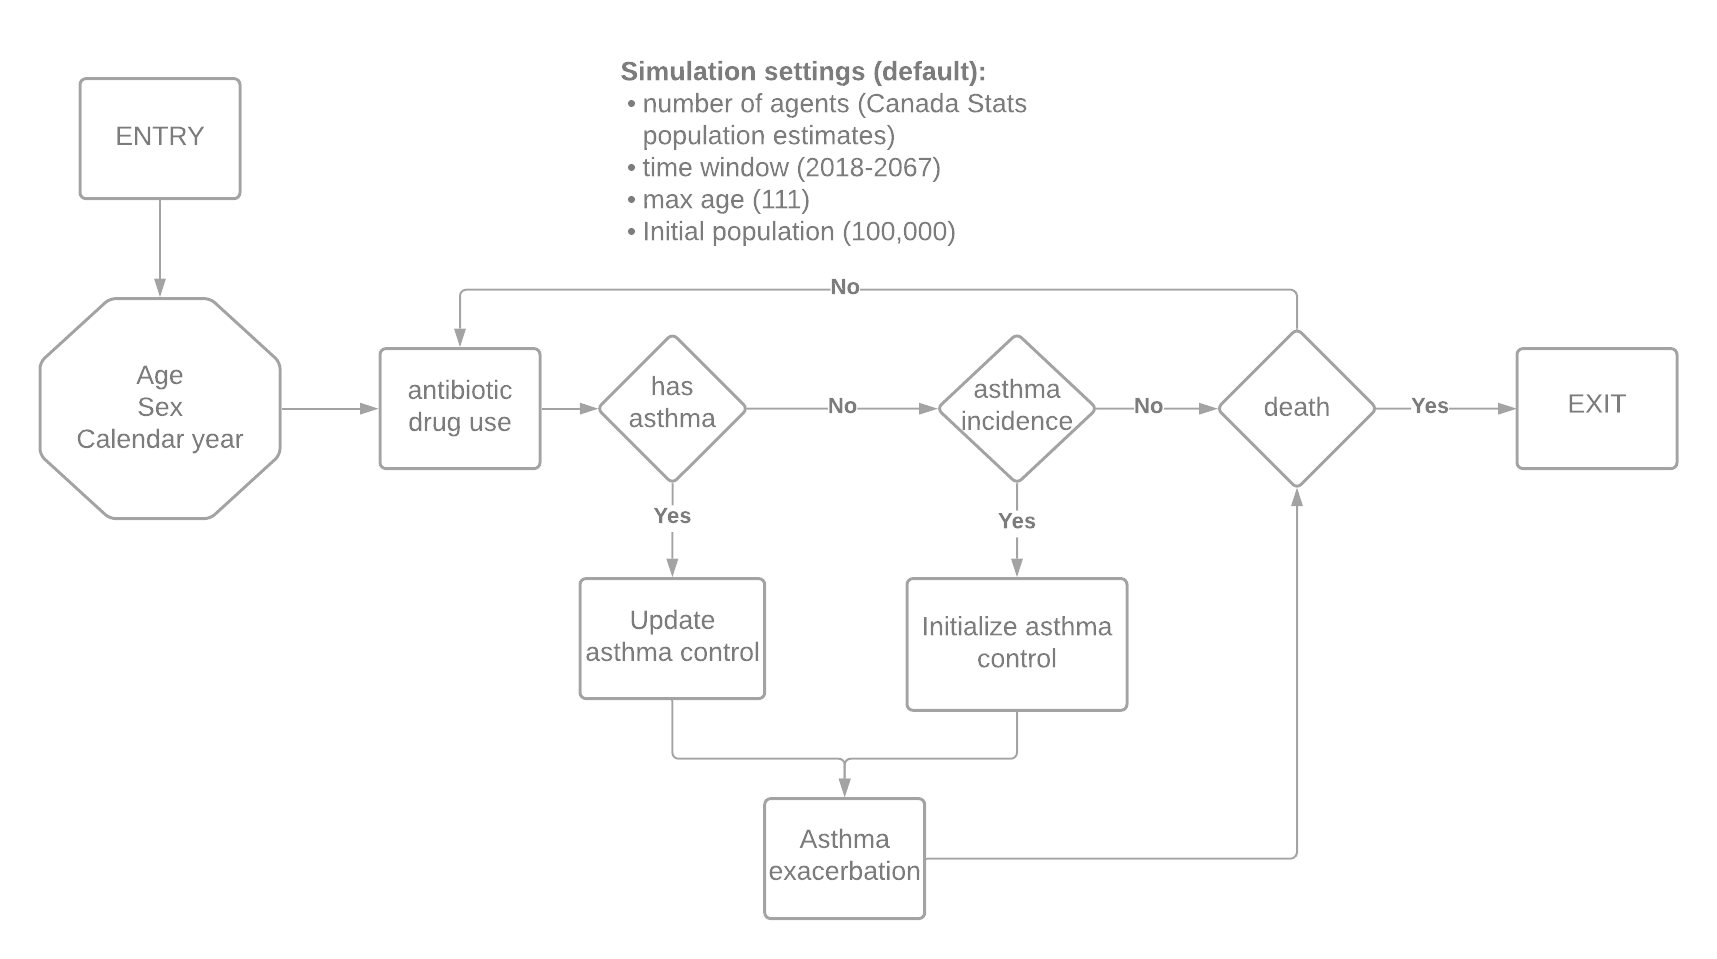 Simulation settings (default):
• number of agents (Canada Stats
population estimates)
• time window (2018-2067)
• max age (111)
• Initial population (100,000)
ENTRY
Age
Sex
Calendar year
antibiotic
drug use
has
asthma
No
asthma
incidence
No
death
No
Yes
EXIT
Yes
Yes
Update
asthma control
Initialize asthma
control
Asthma
exacerbation